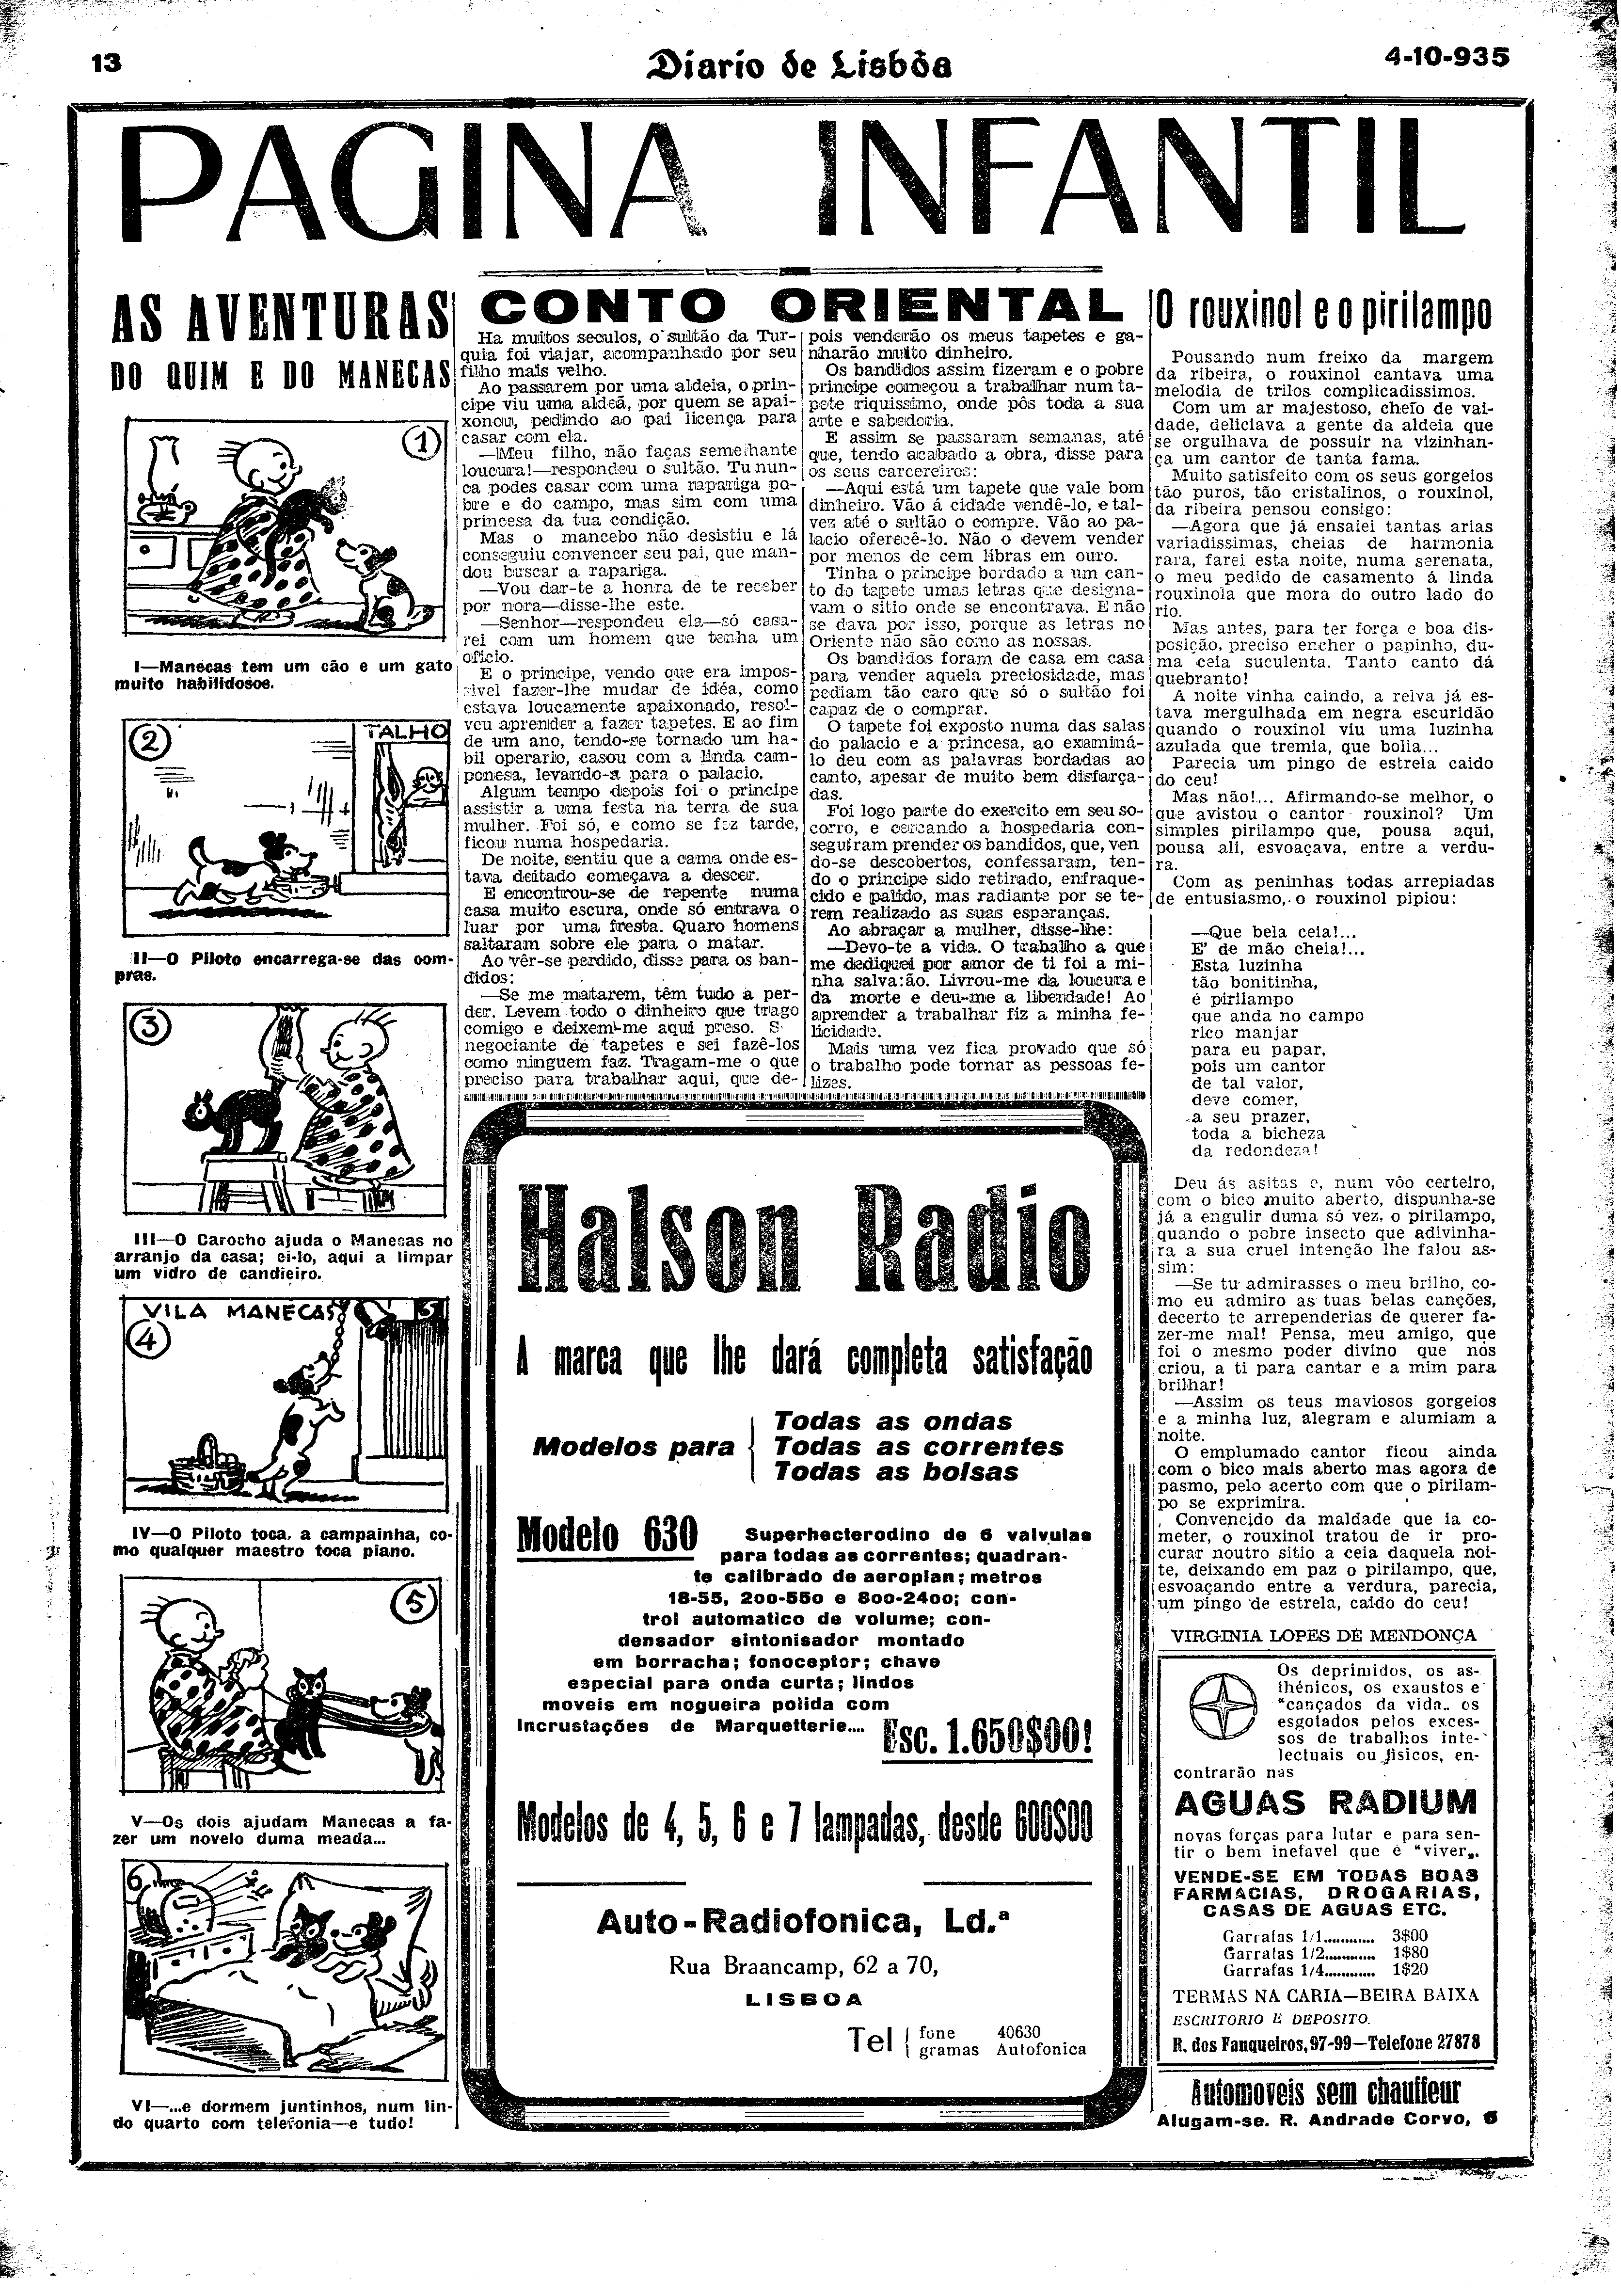 13
Diario de Lisbôa
4-10-935
PAGINA INFANTIL
AS AVENTURAS
DO QUIM E DO MANECAS
1
I—Manecas tem um cão e um gato
muito habilidosos.
2
TALHO
II—O Piloto encarrega-se das com-
pras.
3
III—O Carocho ajuda o Manecas no
arranjo da casa; ei-lo, aqui a limpar
um vidro de candieiro.
VILA MANECAS
5
4
IV—O Piloto toca, a campainha, co-
mo qualquer maestro toca piano.
5
V—Os dois ajudam Manecas a fa-
zer um novelo duma meada...
6
VI—...e dormem juntinhos, num lin-
do quarto com telefonia—e tudo!
CONTO ORIENTAL
Ha muitos seculos, o sultão da Tur-
quia foi viajar, acompanhado por seu
filho mais velho.
Ao passarem por uma aldeia, o prin-
cipe viu uma aldeã, por quem se apai-
xonou, pedindo ao pai licença para
casar com ela.
—Meu filho, não faças semelhante
loucura!—respondeu o sultão. Tu nun-
ca podes casar com uma rapariga po-
bre e do campo, mas sim com uma
princesa da tua condição.
Mas o mancebo não desistiu e lá
conseguiu convencer seu pai, que man-
dou buscar a rapariga.
—Vou dar-te a honra de te receber
por nora—disse-lhe este.
—Senhor—respondeu ela—só casa-
rei com um homem que tenha um
oficio.
E o principe, vendo que era impos-
sivel fazer-lhe mudar de idéa, como
estava loucamente apaixonado, resol-
veu aprender a fazer tapetes. E ao fim
de um ano, tendo-se tornado um ha-
bil operario, casou com a linda cam-
ponesa, levando-a para o palacio.
Algum tempo depois foi o principe
assistir a uma festa na terra de sua
mulher. Foi só, e como se fez tarde,
ficou numa hospedaria.
De noite, sentiu que a cama onde es-
tava deitado começava a descer.
E encontrou-se de repente numa
casa muito escura, onde só entrava o
luar por uma fresta. Quaro homens
saltaram sobre ele para o matar.
Ao vêr-se perdido, disse para os ban-
didos:
—Se me matarem, têm tudo a per-
der. Levem todo o dinheiro que trago
comigo e deixem-me aqui preso. S
negociante de tapetes e sei fazê-los
como ninguem faz. Tragam-me o que
preciso para trabalhar aqui, que de-
pois venderão os meus tapetes e ga-
nharão muito dinheiro.
Os bandidos assim fizeram e o pobre
principe começou a trabalhar num ta-
pete riquissimo, onde pôs toda a sua
arte e sabedoria.
E assim se passaram semanas, até
que, tendo acabado a obra, disse para
os seus carcereiros:
—Aqui está um tapete que vale bom
dinheiro. Vão á cidade vendê-lo, e tal-
vez até o sultão o compre. Vão ao pa-
lacio oferecê-lo. Não o devem vender
por menos de cem libras em ouro.
Tinha o principe bordado a um can-
to do tapete umas letras que designa-
vam o sitio onde se encontrava. E não
se dava por isso, porque as letras no
Oriente não são como as nossas.
Os bandidos foram de casa em casa
para vender aquela preciosidade, mas
pediam tão caro que só o sultão foi
capaz de o comprar.
O tapete foi exposto numa das salas
do palacio e a princesa, ao examiná-
lo deu com as palavras bordadas ao
canto, apesar de muito bem disfarça-
das.
Foi logo parte do exercito em seu so-
corro, e cercando a hospedaria con-
seguiram prender os bandidos, que, ven
do-se descobertos, confessaram, ten-
do o principe sido retirado, enfraque-
cido e palido, mas radiante por se te-
rem realizado as suas esperanças.
Ao abraçar a mulher, disse-lhe:
—Devo-te a vida. O trabalho a que
me dediquei por amor de ti foi a mi-
nha salva:ão. Livrou-me da loucura e
da morte e deu-me a liberdade! Ao
aprender a trabalhar fiz a minha fe-
licidade.
Mais uma vez fica provado que só
o trabalho pode tornar as pessoas fe-
lizes.
Halson Radio
A marca que lhe dará completa satisfação
Modelos para
Todas as ondas
Todas as correntes
Todas as bolsas
Modelo 630
Superhecterodino de 6 valvulas
para todas as correntes; quadran-
te calibrado de aeroplan; metros
18-55, 200-550 e 800-2400; con-
trol automatico de volume; con-
densador sintonisador montado
em borracha; fonoceptor; chave
especial para onda curta; lindos
moveis em nogueira polida com
incrustações de Marquetterie....
Esc. 1.650$00!
Modelos de 4, 5, 6 e 7 lampadas, desde 600$00
Auto-Radiofonica, Ld.ª
Rua Braancamp, 62 a 70,
LISBOA
Tel
fone 40630
gramas Autofonica
O rouxinol e o pirilampo
Pousando num freixo da margem
da ribeira, o rouxinol cantava uma
melodia de trilos complicadissimos.
Com um ar majestoso, cheio de vai-
dade, deliciava a gente da aldeia que
se orgulhava de possuir na vizinhan-
ça um cantor de tanta fama.
Muito satisfeito com os seus gorgeios
tão puros, tão cristalinos, o rouxinol,
da ribeira pensou consigo:
—Agora que já ensaiei tantas arias
variadissimas, cheias de harmonia
rara, farei esta noite, numa serenata,
o meu pedido de casamento á linda
rouxinola que mora do outro lado do
rio.
Mas antes, para ter força e boa dis-
posição, preciso encher o papinho, du-
ma ceia suculenta. Tanto canto dá
quebranto!
A noite vinha caindo, a relva já es-
tava mergulhada em negra escuridão
quando o rouxinol viu uma luzinha
azulada que tremia, que bolia...
Parecia um pingo de estrela caido
do ceu!
Mas não!... Afirmando-se melhor, o
que avistou o cantor rouxinol? Um
simples pirilampo que, pousa aqui,
pousa ali, esvoaçava, entre a verdu-
ra.
Com as peninhas todas arrepiadas
de entusiasmo, o rouxinol pipiou:
—Que bela ceia!...
E' de mão cheia!...
Esta luzinha
tão bonitinha,
é pirilampo
que anda no campo
rico manjar
para eu papar,
pois um cantor
de tal valor,
deve comer,
a seu prazer,
toda a bicheza
da redondeza!
Deu ás asitas e, num vôo certeiro,
com o bico muito aberto, dispunha-se
já a engulir duma só vez, o pirilampo,
quando o pobre insecto que adivinha-
ra a sua cruel intenção lhe falou as-
sim:
—Se tu admirasses o meu brilho, co-
mo eu admiro as tuas belas canções,
decerto te arrependerias de querer fa-
zer-me mal! Pensa, meu amigo, que
foi o mesmo poder divino que nos
criou, a ti para cantar e a mim para
brilhar!
—Assim os teus maviosos gorgeios
e a minha luz, alegram e alumiam a
noite.
O emplumado cantor ficou ainda
com o bico mais aberto mas agora de
pasmo, pelo acerto com que o pirilam-
po se exprimira.
Convencido da maldade que ia co-
meter, o rouxinol tratou de ir pro-
curar noutro sitio a ceia daquela noi-
te, deixando em paz o pirilampo, que,
esvoaçando entre a verdura, parecia,
um pingo de estrela, caido do ceu!
VIRGINIA LOPES DE MENDONÇA
Os deprimidos, os as-
thénicos, os exaustos e
“cançados da vida„ os
esgotados pelos exces-
sos de trabalhos inte-
lectuais ou fisicos, en-
contrarão nas
AGUAS RADIUM
novas forças para lutar e para sen-
tir o bem inefavel que é “viver„.
VENDE-SE EM TODAS BOAS
FARMACIAS, DROGARIAS,
CASAS DE AGUAS ETC.
Garrafas 1/1............ 3$00
Garrafas 1/2............ 1$80
Garrafas 1/4............ 1$20
TERMAS NA CARIA—BEIRA BAIXA
ESCRITORIO E DEPOSITO.
R. dos Fanqueiros, 97-99—Telefone 27878
Automoveis sem chauffeur
Alugam-se. R. Andrade Corvo, 6